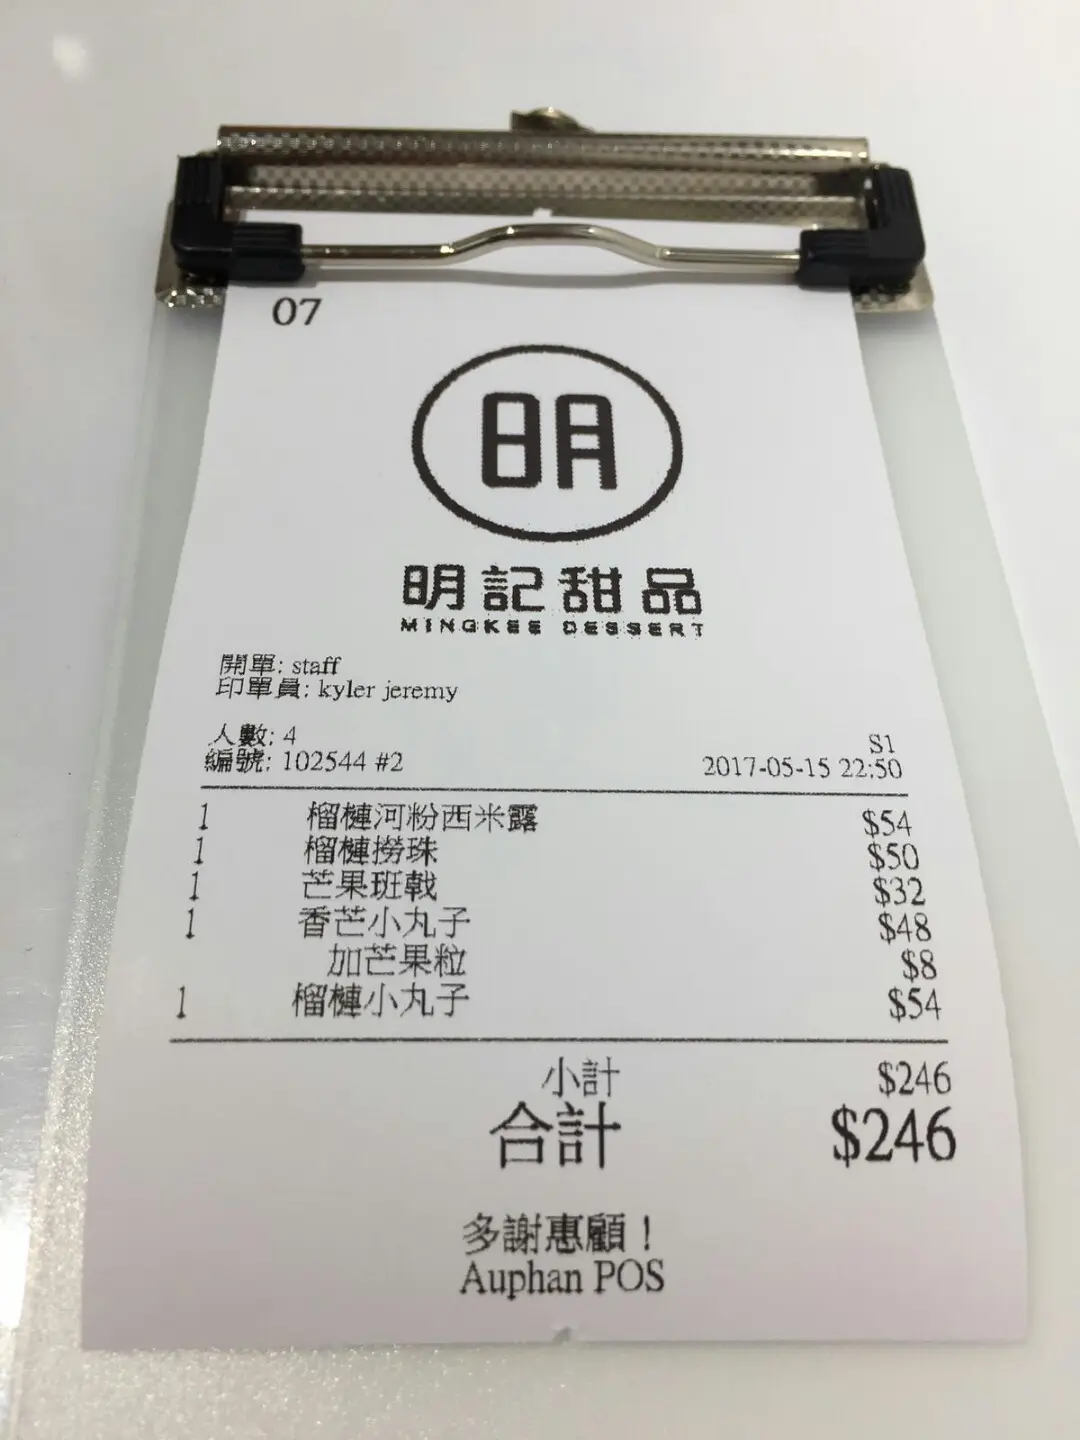 07
明
明記甜品
MINGKEE DESSERT
開單: staff
印單員: kyler jeremy
人數: 4
S1
編號: 102544 #2 2017-05-15 22:50
1 榴槤河粉西米露 $54
1 榴槤撈珠 $50
1 芒果班戟 $32
1 香芒小丸子 $48
加芒果粒 $8
1 榴槤小丸子 $54
小計 $246
合計 $246
多謝惠顧！
Auphan POS